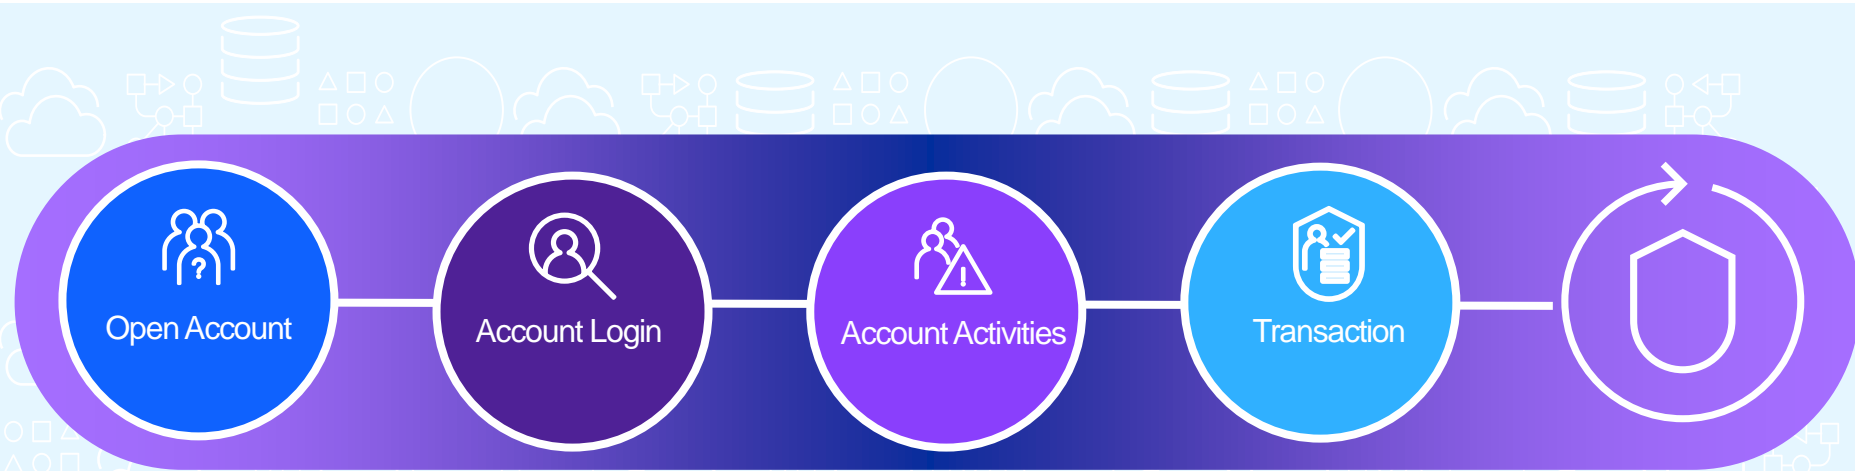 Open Account
Account Login
Account Activities
Transaction